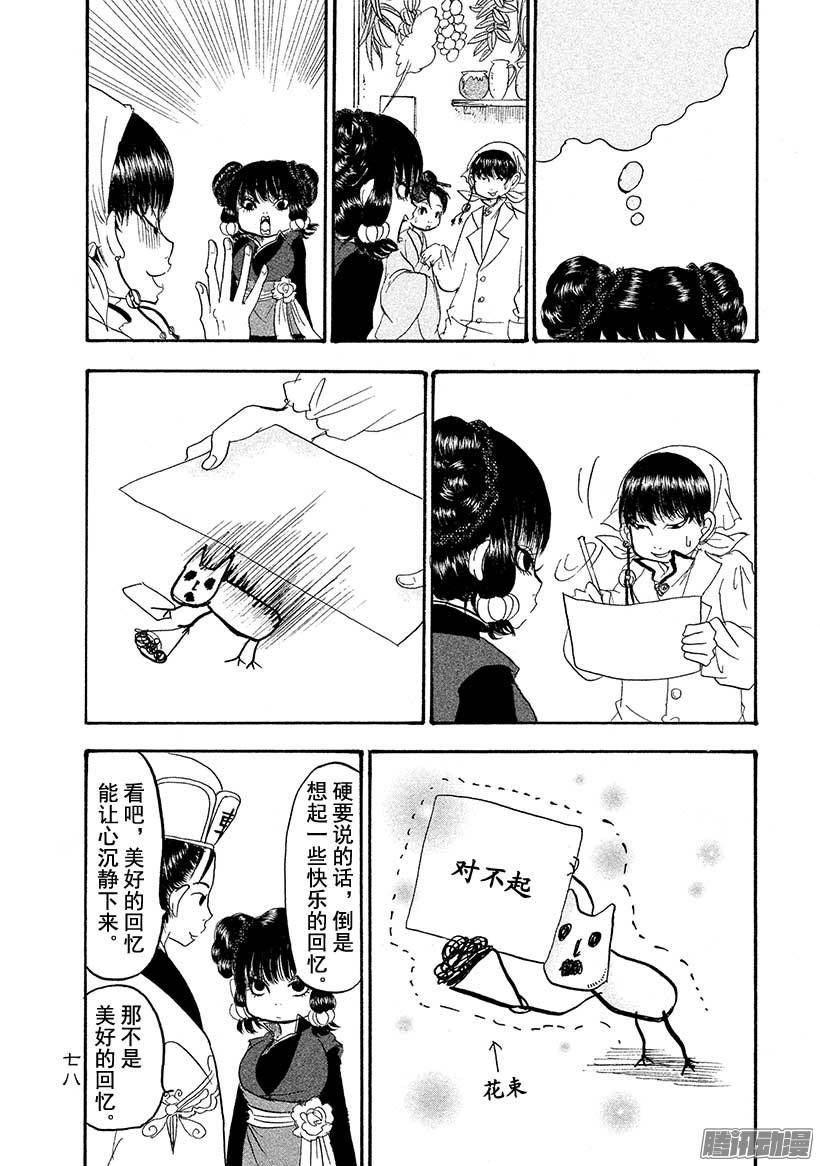 对不起
花束
硬要说的话，倒是
想起一些快乐的回忆。
看吧，美好的回忆
能让心沉静下来。
那不是
美好的回忆。
七八
腾讯动漫